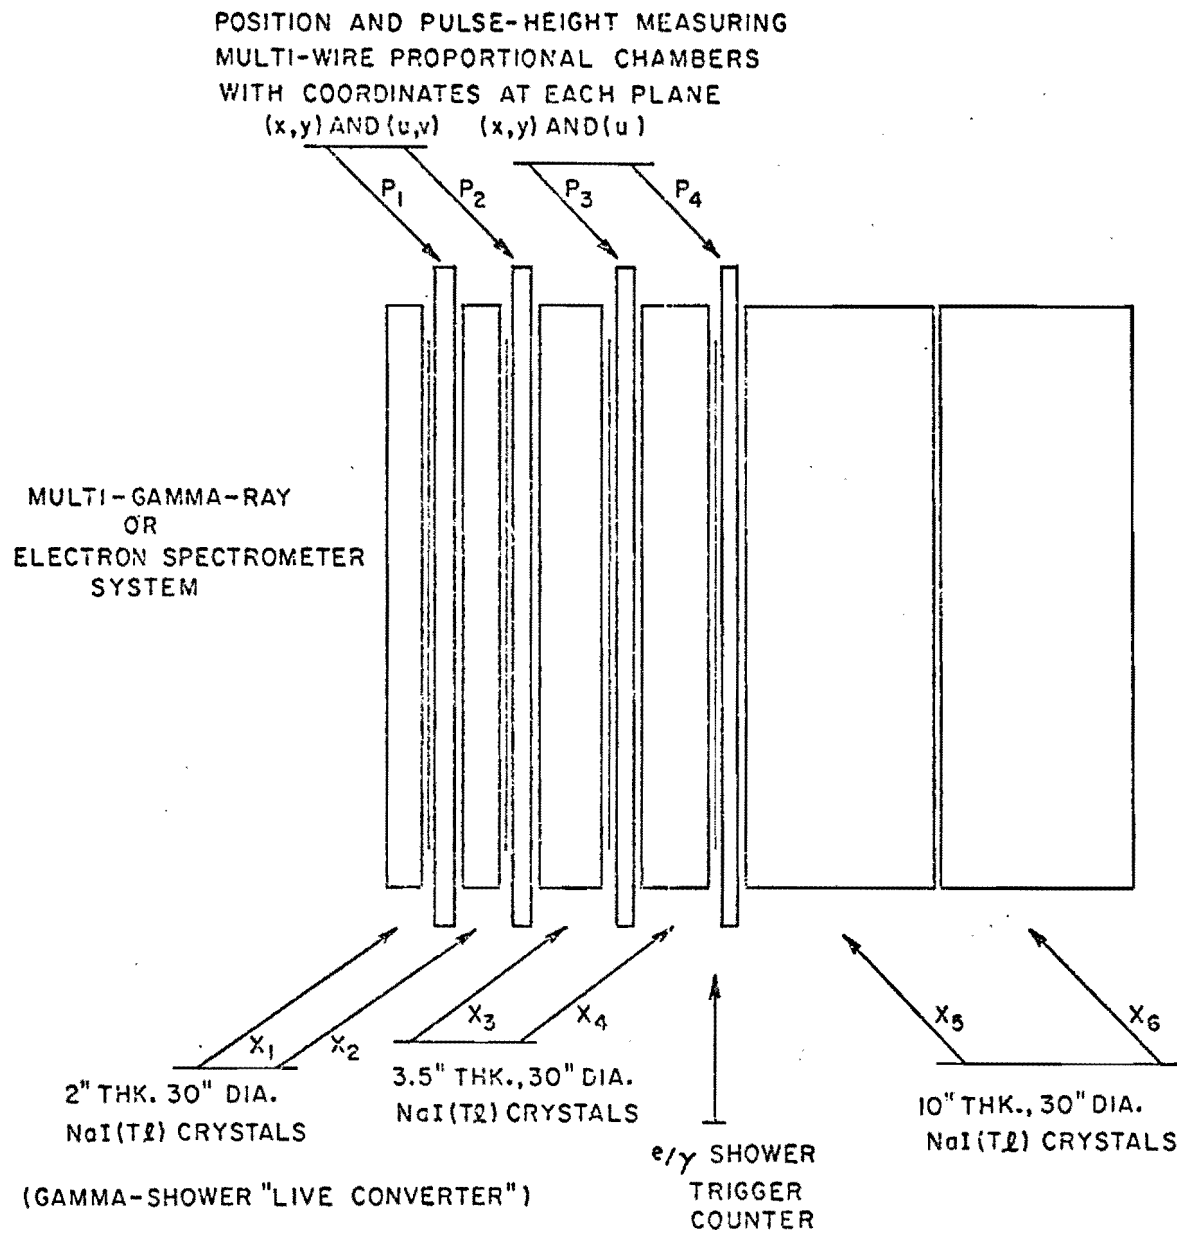 POSITION AND PULSE-HEIGHT MEASURING
MULTI-WIRE PROPORTIONAL CHAMBERS
WITH COORDINATES AT EACH PLANE
(x,y) AND (u,v) (x,y) AND (u)
P1 P2 P3 P4
MULTI-GAMMA-RAY
OR
ELECTRON SPECTROMETER
SYSTEM
X1 X2 X3 X4 X5 X6
2" THK. 30" DIA.
NaI(Tℓ) CRYSTALS
3.5" THK., 30" DIA.
NaI(Tℓ) CRYSTALS
10" THK., 30" DIA.
NaI(Tℓ) CRYSTALS
e/γ SHOWER
TRIGGER
COUNTER
(GAMMA-SHOWER "LIVE CONVERTER")